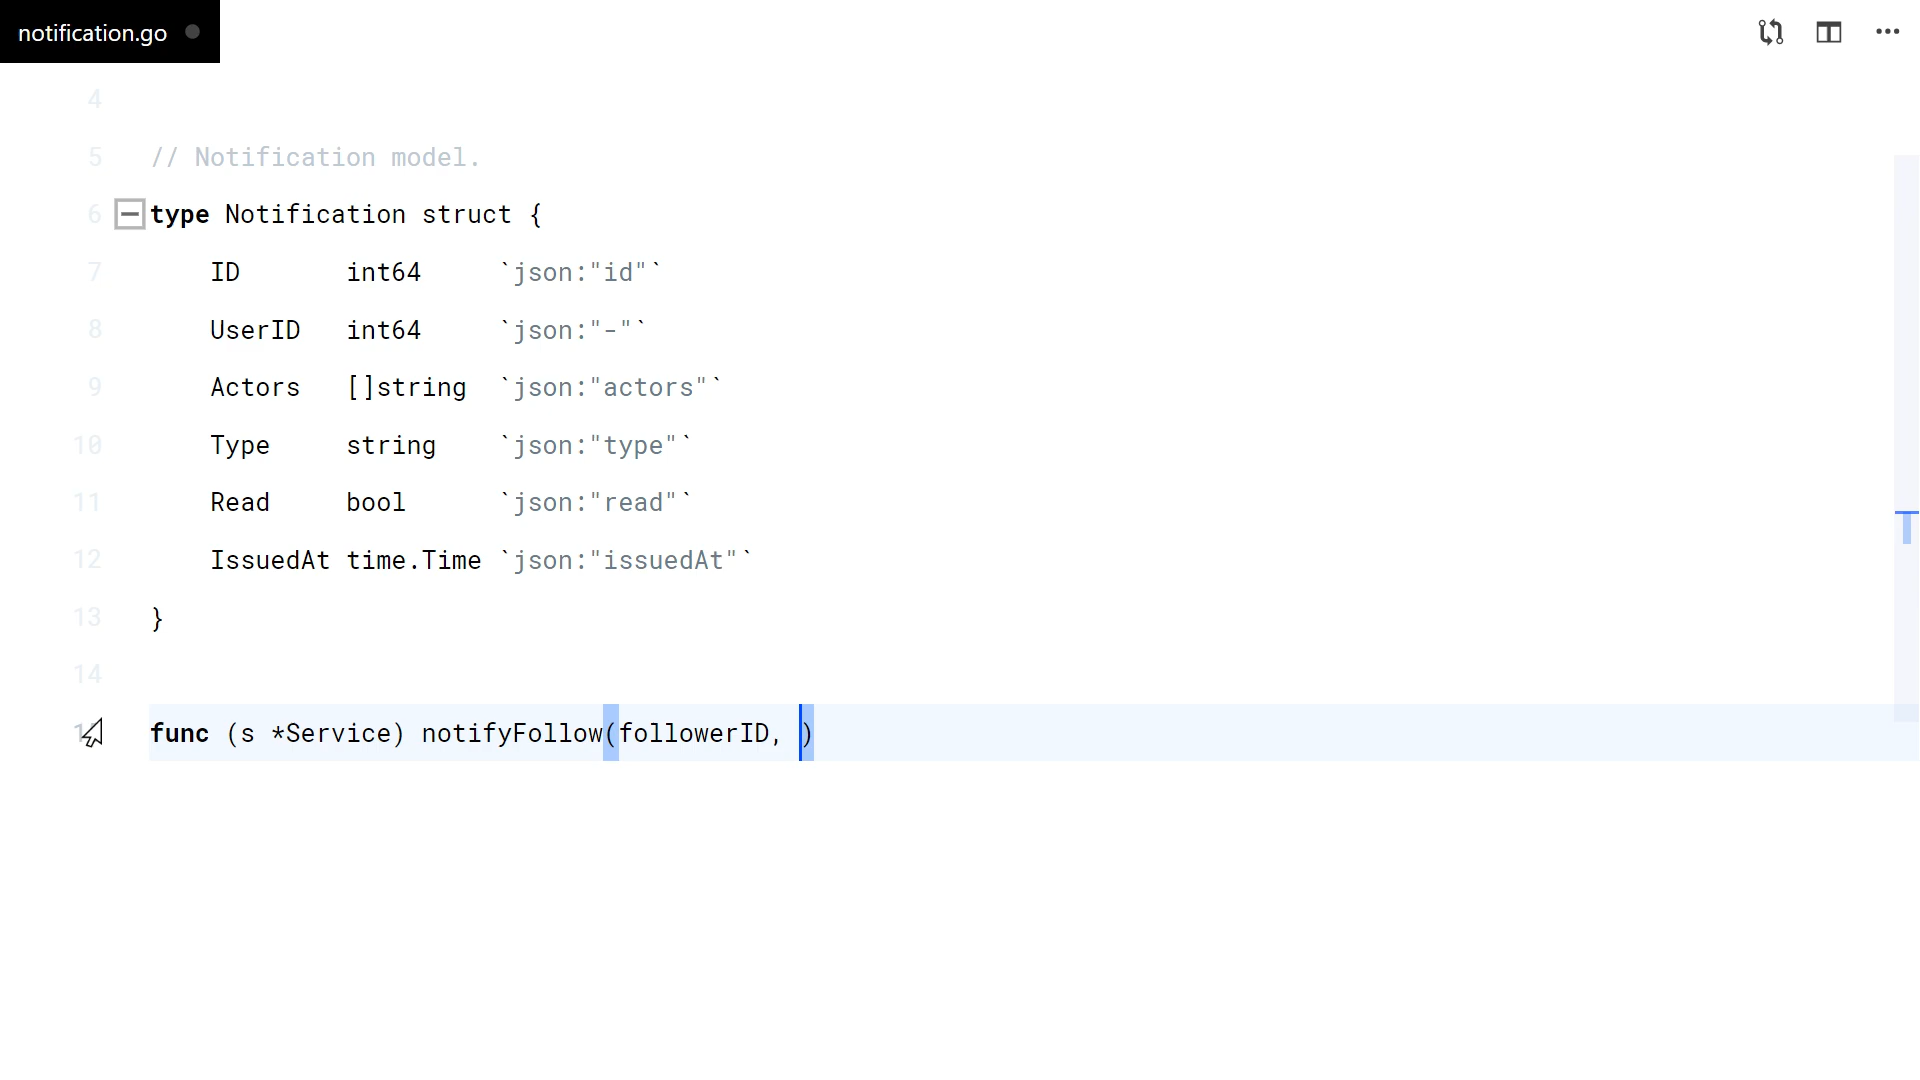 notification.go
4
5 // Notification model.
6 type Notification struct {
7 ID int64 `json:"id"`
8 UserID int64 `json:"-"`
9 Actors []string `json:"actors"`
10 Type string `json:"type"`
11 Read bool `json:"read"`
12 IssuedAt time.Time `json:"issuedAt"`
13 }
14
func (s *Service) notifyFollow(followerID, )